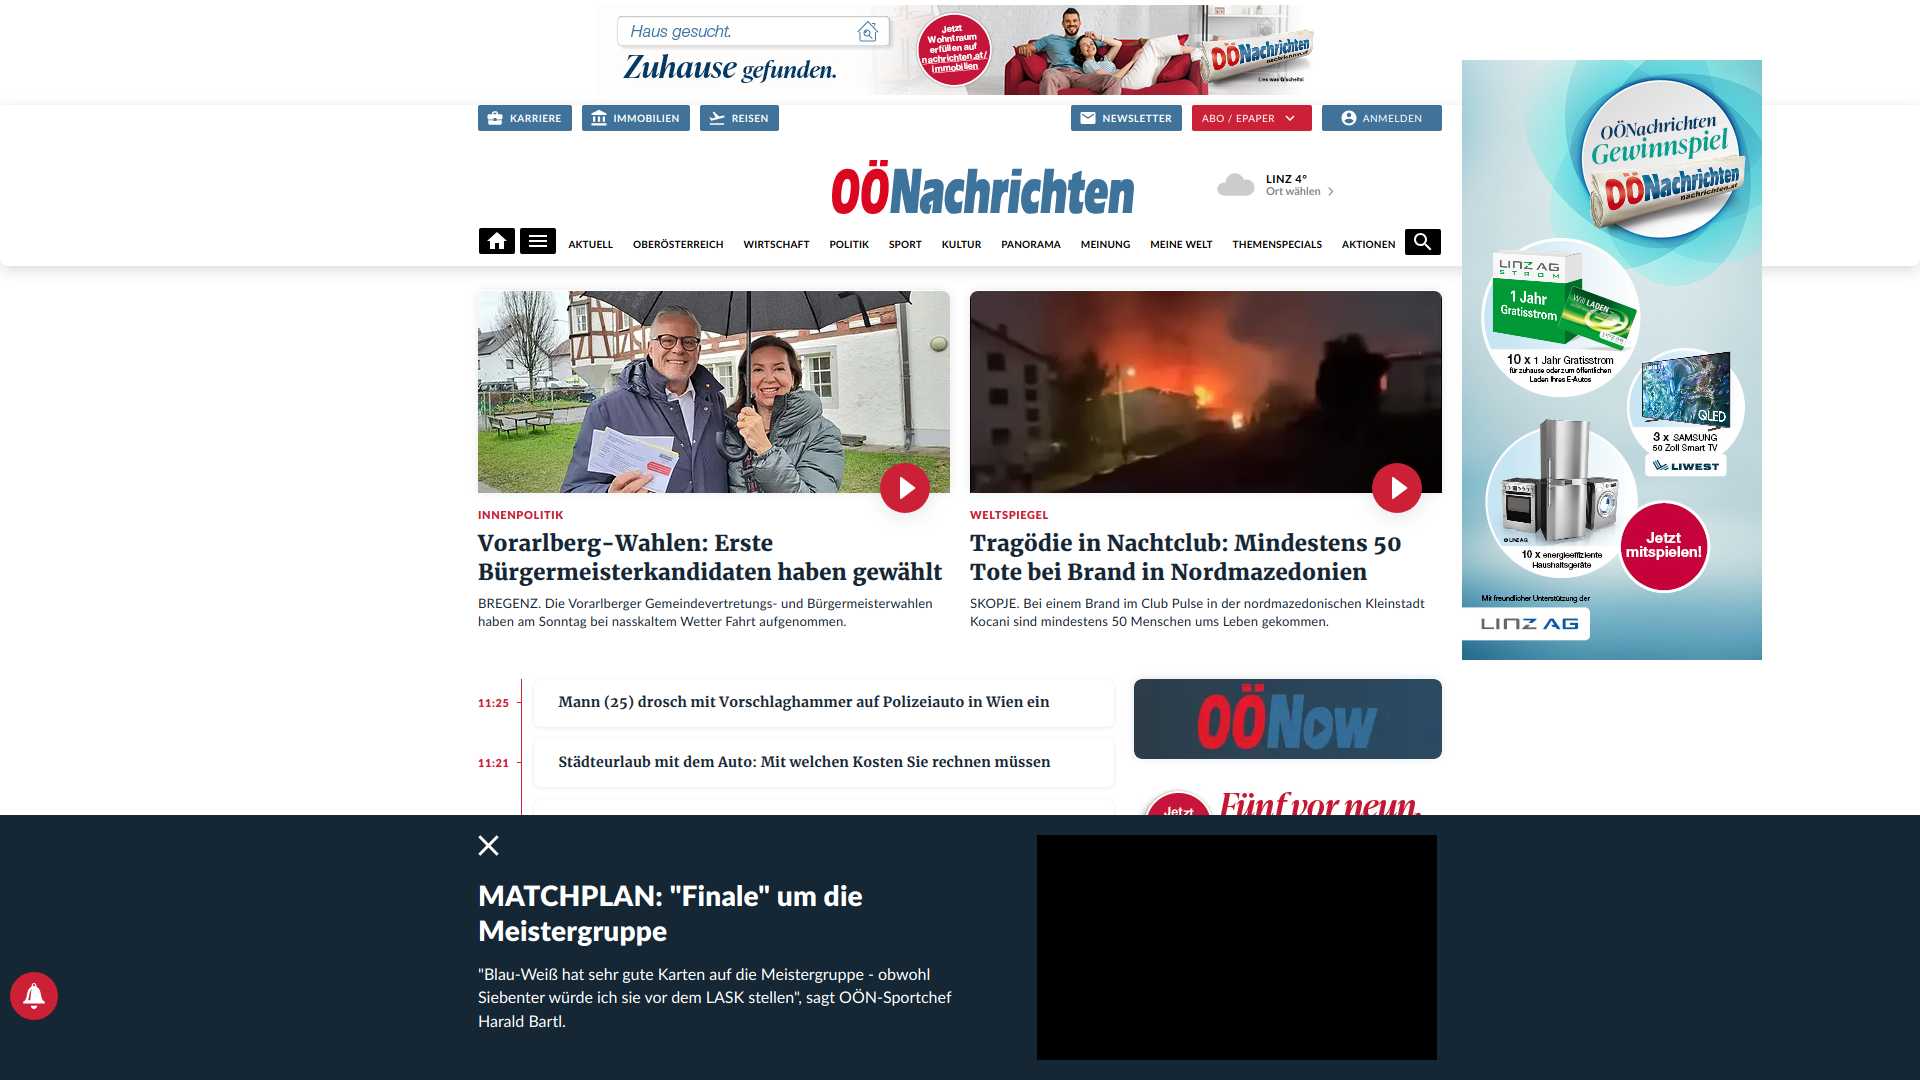 Haus gesucht.
Zuhause gefunden.
Jetzt
Wohntraum
erfüllen auf
nachrichten.at/
immobilien
OÖNachrichten
KARRIERE
IMMOBILIEN
REISEN
NEWSLETTER
ABO / EPAPER
ANMELDEN
OÖNachrichten
LINZ 4°
Ort wählen
AKTUELL
OBERÖSTERREICH
WIRTSCHAFT
POLITIK
SPORT
KULTUR
PANORAMA
MEINUNG
MEINE WELT
THEMENSPECIALS
AKTIONEN
OÖNachrichten
Gewinnspiel
OÖNachrichten
nachrichten.at
LINZ AG
STROM
1 Jahr
Gratisstrom
Will LADEN
10 x 1 Jahr Gratisstrom
für zuhause oder zum öffentlichen
Laden Ihres E-Autos
QLED
3 x SAMSUNG
50 Zoll Smart TV
LIWEST
© LINZ AG
10 x energieeffiziente
Haushaltsgeräte
Jetzt
mitspielen!
Mit freundlicher Unterstützung der
LINZ AG
INNENPOLITIK
Vorarlberg-Wahlen: Erste
Bürgermeisterkandidaten haben gewählt
BREGENZ. Die Vorarlberger Gemeindevertretungs- und Bürgermeisterwahlen
haben am Sonntag bei nasskaltem Wetter Fahrt aufgenommen.
WELTSPIEGEL
Tragödie in Nachtclub: Mindestens 50
Tote bei Brand in Nordmazedonien
SKOPJE. Bei einem Brand im Club Pulse in der nordmazedonischen Kleinstadt
Kocani sind mindestens 50 Menschen ums Leben gekommen.
11:25
Mann (25) drosch mit Vorschlaghammer auf Polizeiauto in Wien ein
11:21
Städteurlaub mit dem Auto: Mit welchen Kosten Sie rechnen müssen
OÖNow
Jetzt
Fünf vor neun.
MATCHPLAN: "Finale" um die
Meistergruppe
"Blau-Weiß hat sehr gute Karten auf die Meistergruppe - obwohl
Siebenter würde ich sie vor dem LASK stellen", sagt OÖN-Sportchef
Harald Bartl.